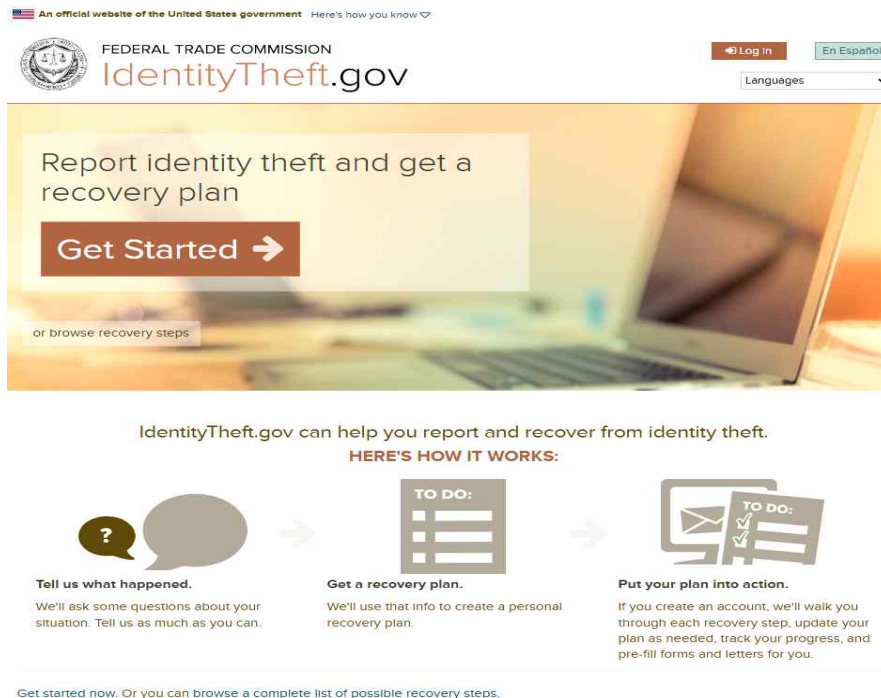 An official website of the United States government Here's how you know
FEDERAL TRADE COMMISSION
IdentityTheft.gov
Log In
En Español
Languages
Report identity theft and get a
recovery plan
Get Started
or browse recovery steps
IdentityTheft.gov can help you report and recover from identity theft.
HERE'S HOW IT WORKS:
?
TO DO:
TO DO:
Tell us what happened.
We'll ask some questions about your
situation. Tell us as much as you can.
Get a recovery plan.
We'll use that info to create a personal
recovery plan.
Put your plan into action.
If you create an account, we'll walk you
through each recovery step, update your
plan as needed, track your progress, and
pre-fill forms and letters for you.
Get started now. Or you can browse a complete list of possible recovery steps.